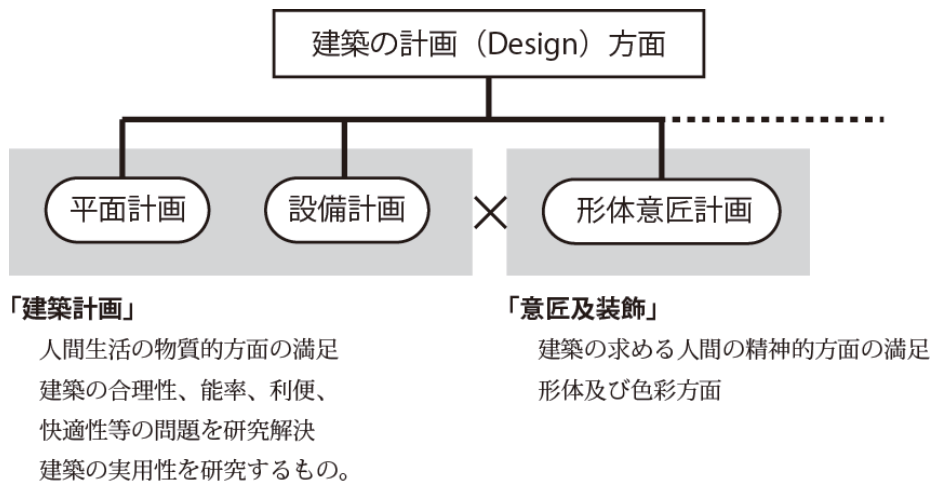 建築の計画（Design）方面
平面計画
設備計画
×
形体意匠計画
「建築計画」
人間生活の物質的方面の満足
建築の合理性、能率、利便、
快適性等の問題を研究解決
建築の実用性を研究するもの。
「意匠及装飾」
建築の求める人間の精神的方面の満足
形体及び色彩方面